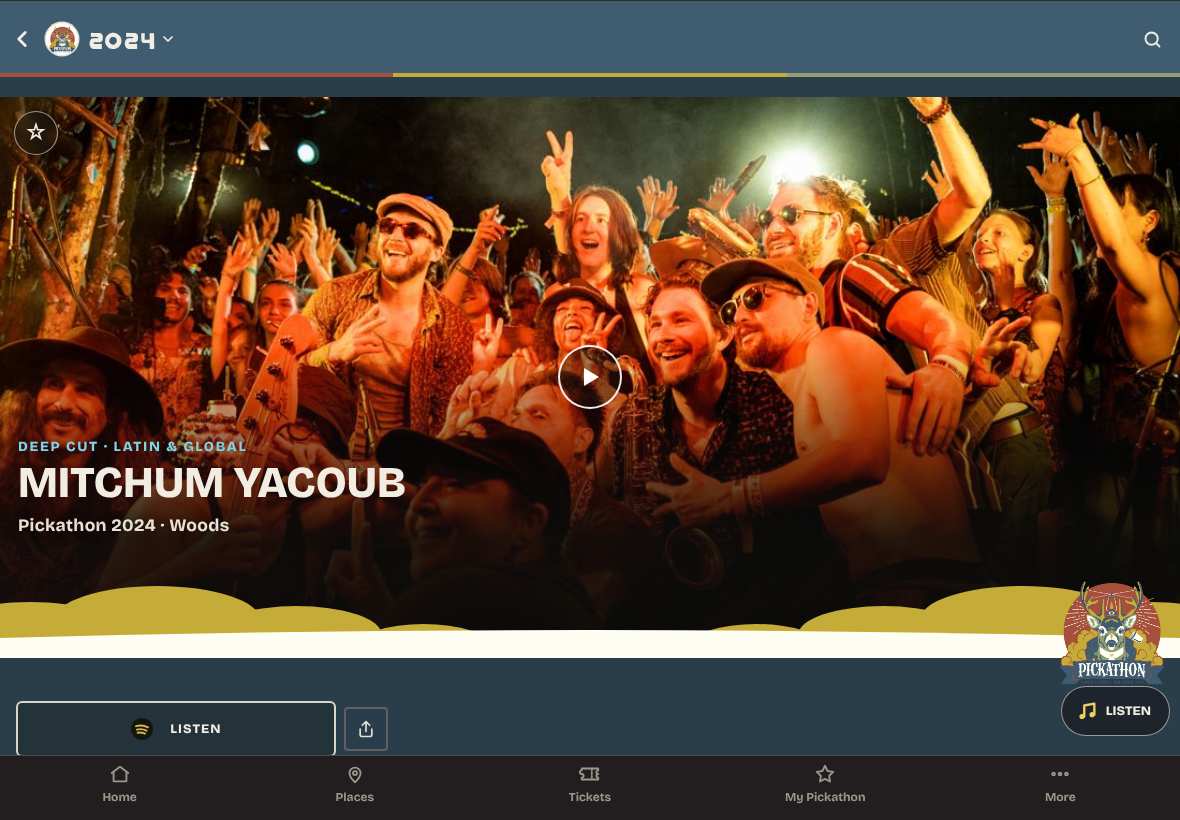 2024
DEEP CUT · LATIN & GLOBAL
MITCHUM YACOUB
Pickathon 2024 · Woods
PICKATHON
LISTEN
LISTEN
Home
Places
Tickets
My Pickathon
More